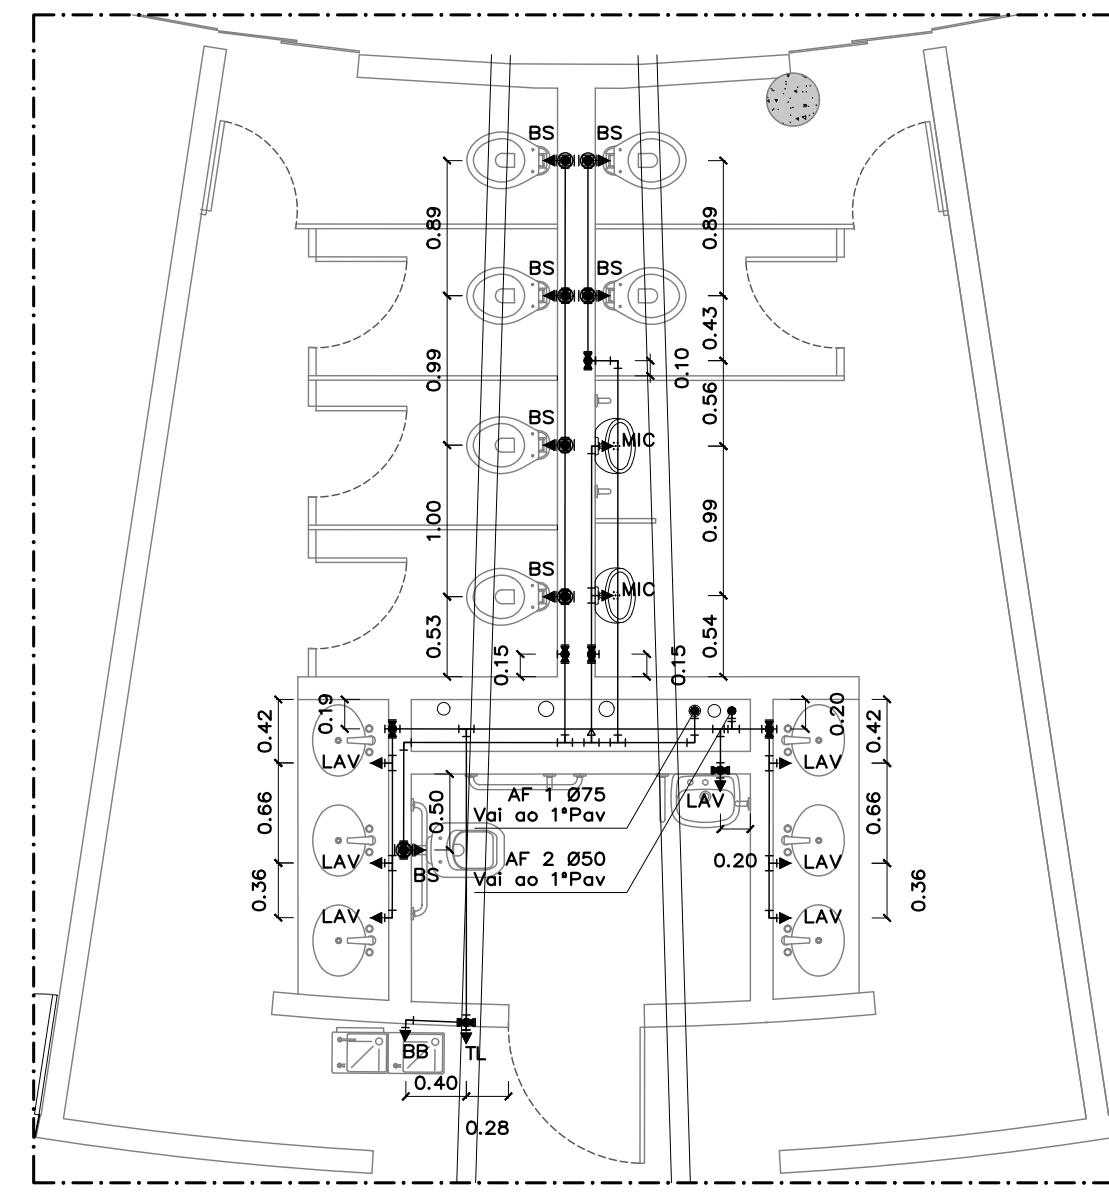 BS BS
0.89 0.89
BS BS
0.43
0.99 0.10
0.56
BS MIC
1.00 0.99
BS MIC
0.53 0.54
0.15 0.15
0.19 0.20
0.42 0.42
LAV LAV
LAV
0.50
AF 1 Ø75
Vai ao 1ªPav
0.66 0.66
AF 2 Ø50
Vai ao 1ªPav
0.20
LAV LAV
BS
0.36 0.36
LAV LAV
BB TL
0.40
0.28